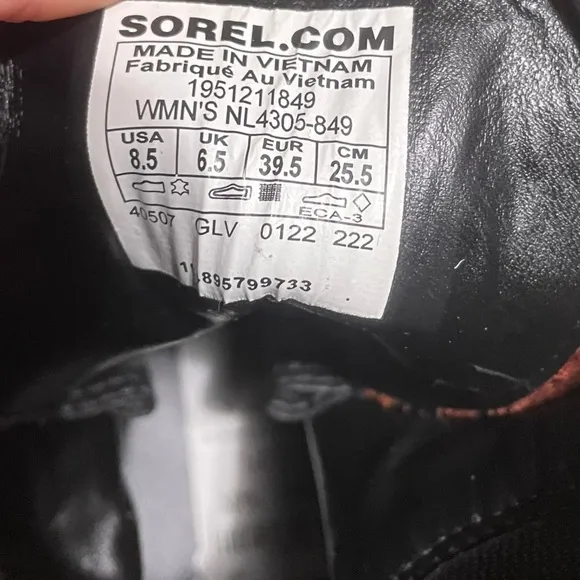 SOREL.COM
MADE IN VIETNAM
Fabriqué Au Vietnam
1951211849
WMN'S NL4305-849
USA UK EUR CM
8.5 6.5 39.5 25.5
ECA-3
40507 GLV 0122 222
895799733